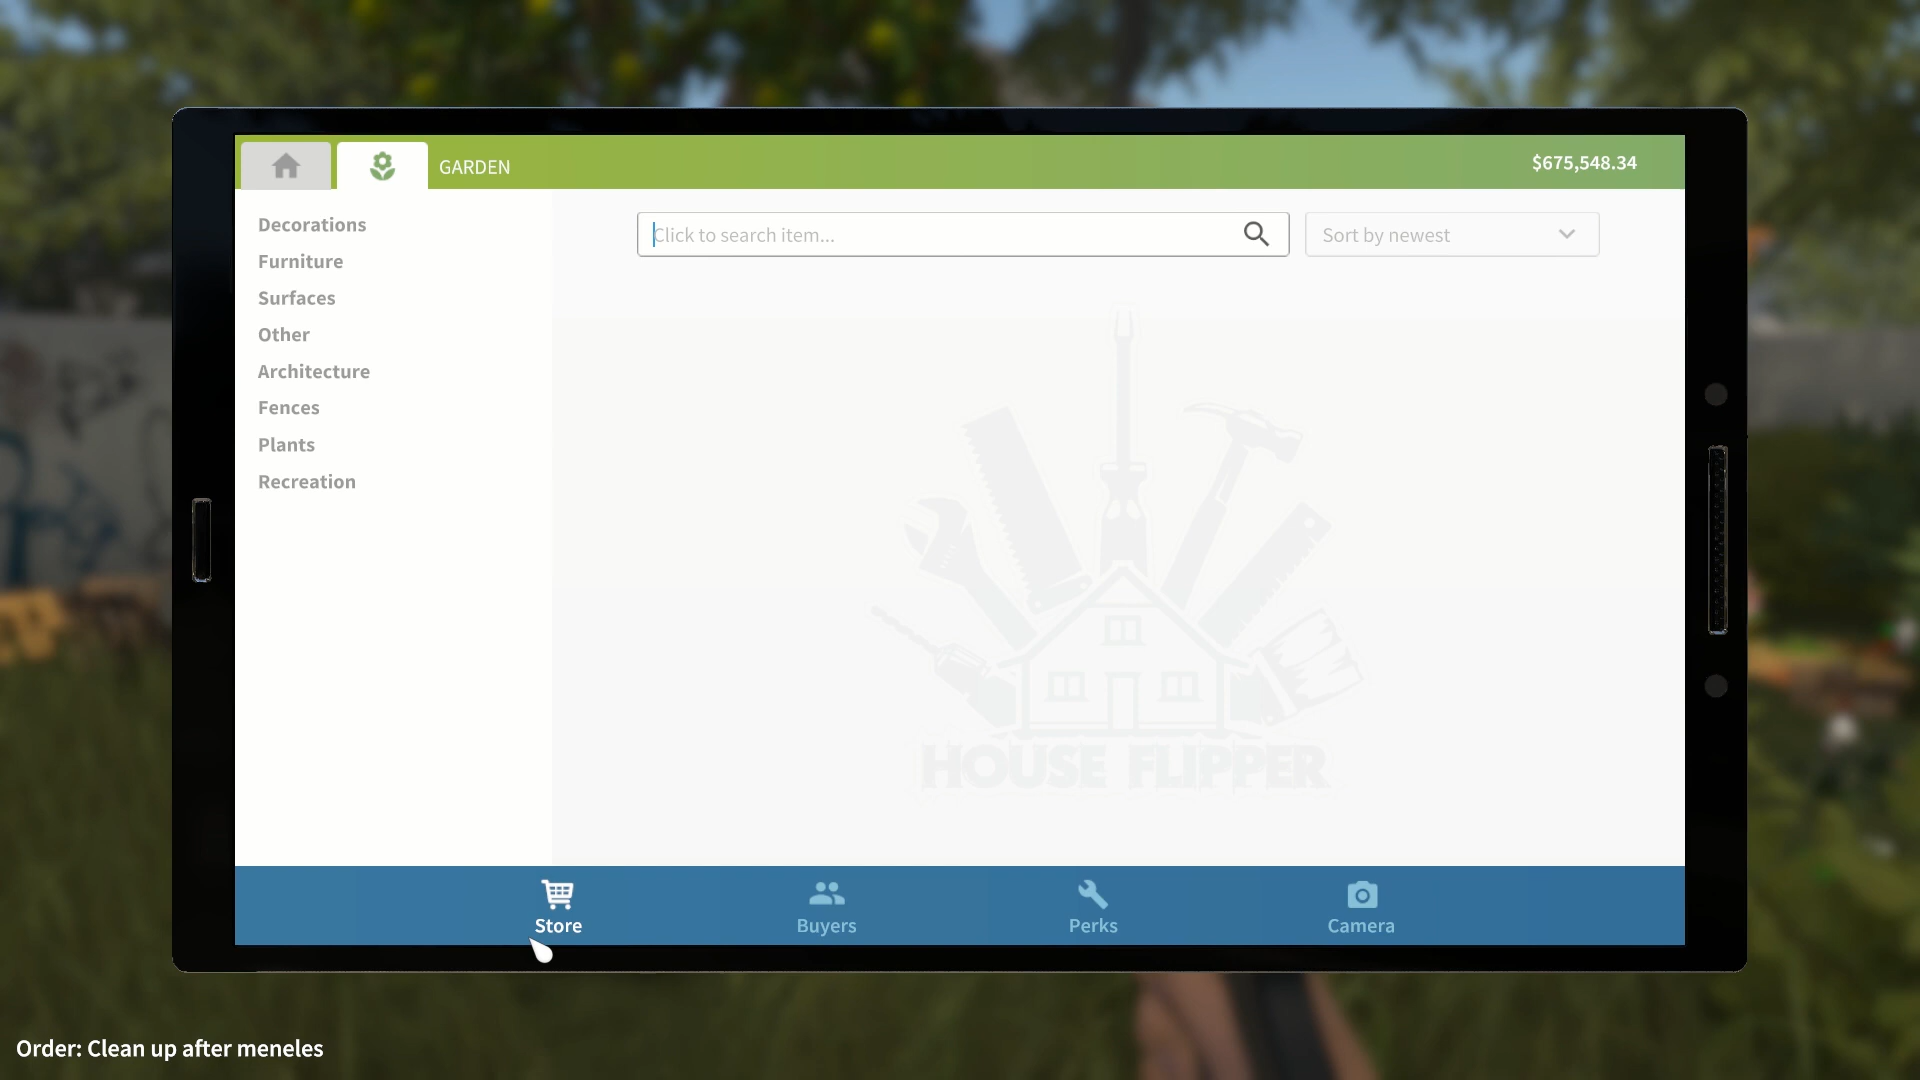 GARDEN
$675,548.34
Decorations
Furniture
Surfaces
Other
Architecture
Fences
Plants
Recreation
Click to search item...
Sort by newest
HOUSE FLIPPER
Store
Buyers
Perks
Camera
Order: Clean up after meneles